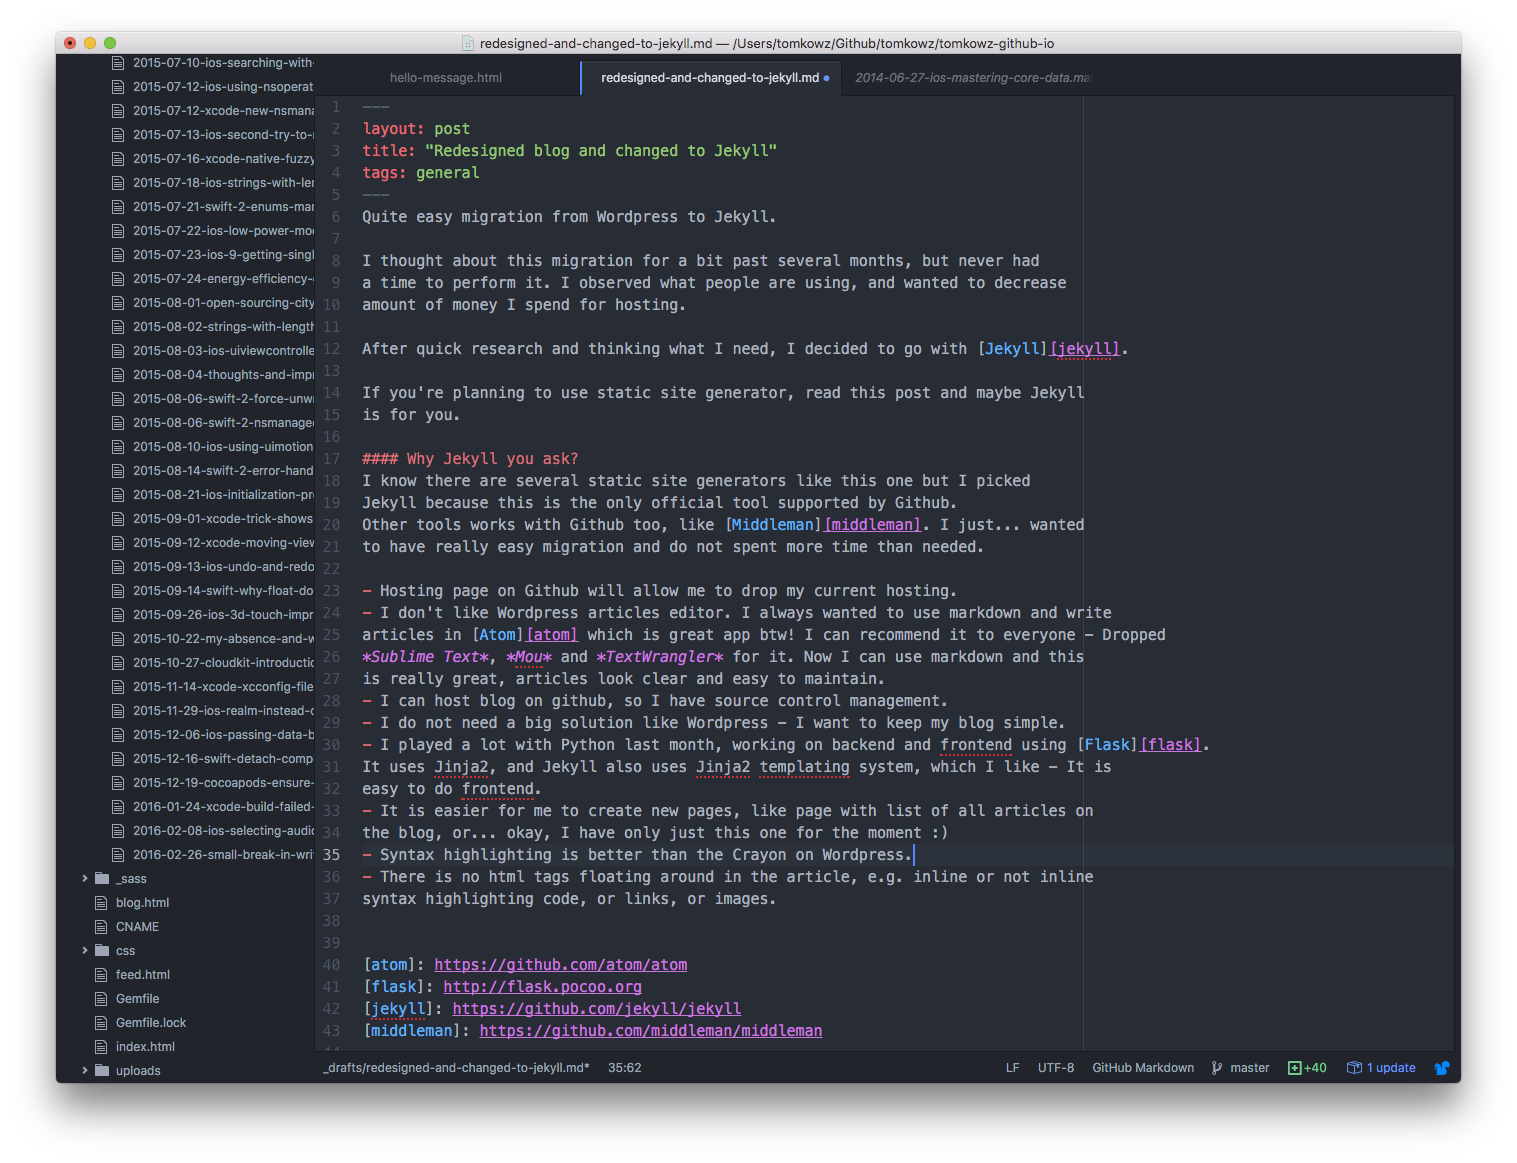 redesigned-and-changed-to-jekyll.md — /Users/tomkowz/Github/tomkowz/tomkowz-github-io
2015-07-10-ios-searching-with-
2015-07-12-ios-using-nsoperat
2015-07-12-xcode-new-nsmana
2015-07-13-ios-second-try-to-
2015-07-16-xcode-native-fuzzy
2015-07-18-ios-strings-with-len
2015-07-21-swift-2-enums-man
2015-07-22-ios-low-power-mod
2015-07-23-ios-9-getting-singl
2015-07-24-energy-efficiency-
2015-08-01-open-sourcing-city
2015-08-02-strings-with-length
2015-08-03-ios-uiviewcontrolle
2015-08-04-thoughts-and-impr
2015-08-06-swift-2-force-unwr
2015-08-06-swift-2-nsmanaged
2015-08-10-ios-using-uimotion
2015-08-14-swift-2-error-hand
2015-08-21-ios-initialization-pro
2015-09-01-xcode-trick-shows
2015-09-12-xcode-moving-view
2015-09-13-ios-undo-and-redo
2015-09-14-swift-why-float-do
2015-09-26-ios-3d-touch-impr
2015-10-22-my-absence-and-w
2015-10-27-cloudkit-introductio
2015-11-14-xcode-xcconfig-file
2015-11-29-ios-realm-instead-o
2015-12-06-ios-passing-data-b
2015-12-16-swift-detach-comp
2015-12-19-cocoapods-ensure-
2016-01-24-xcode-build-failed-
2016-02-08-ios-selecting-audio
2016-02-26-small-break-in-wri
_sass
blog.html
CNAME
css
feed.html
Gemfile
Gemfile.lock
index.html
uploads
hello-message.html
redesigned-and-changed-to-jekyll.md
2014-06-27-ios-mastering-core-data.ma
1 ---
2 layout: post
3 title: "Redesigned blog and changed to Jekyll"
4 tags: general
5 ---
6 Quite easy migration from Wordpress to Jekyll.
7
8 I thought about this migration for a bit past several months, but never had
9 a time to perform it. I observed what people are using, and wanted to decrease
10 amount of money I spend for hosting.
11
12 After quick research and thinking what I need, I decided to go with [Jekyll][jekyll].
13
14 If you're planning to use static site generator, read this post and maybe Jekyll
15 is for you.
16
17 #### Why Jekyll you ask?
18 I know there are several static site generators like this one but I picked
19 Jekyll because this is the only official tool supported by Github.
20 Other tools works with Github too, like [Middleman][middleman]. I just... wanted
21 to have really easy migration and do not spent more time than needed.
22
23 - Hosting page on Github will allow me to drop my current hosting.
24 - I don't like Wordpress articles editor. I always wanted to use markdown and write
25 articles in [Atom][atom] which is great app btw! I can recommend it to everyone - Dropped
26 *Sublime Text*, *Mou* and *TextWrangler* for it. Now I can use markdown and this
27 is really great, articles look clear and easy to maintain.
28 - I can host blog on github, so I have source control management.
29 - I do not need a big solution like Wordpress - I want to keep my blog simple.
30 - I played a lot with Python last month, working on backend and frontend using [Flask][flask].
31 It uses Jinja2, and Jekyll also uses Jinja2 templating system, which I like - It is
32 easy to do frontend.
33 - It is easier for me to create new pages, like page with list of all articles on
34 the blog, or... okay, I have only just this one for the moment :)
35 - Syntax highlighting is better than the Crayon on Wordpress.
36 - There is no html tags floating around in the article, e.g. inline or not inline
37 syntax highlighting code, or links, or images.
38
39
40 [atom]: https://github.com/atom/atom
41 [flask]: http://flask.pocoo.org
42 [jekyll]: https://github.com/jekyll/jekyll
43 [middleman]: https://github.com/middleman/middleman
44
_drafts/redesigned-and-changed-to-jekyll.md* 35:62 LF UTF-8 GitHub Markdown master +40 1 update